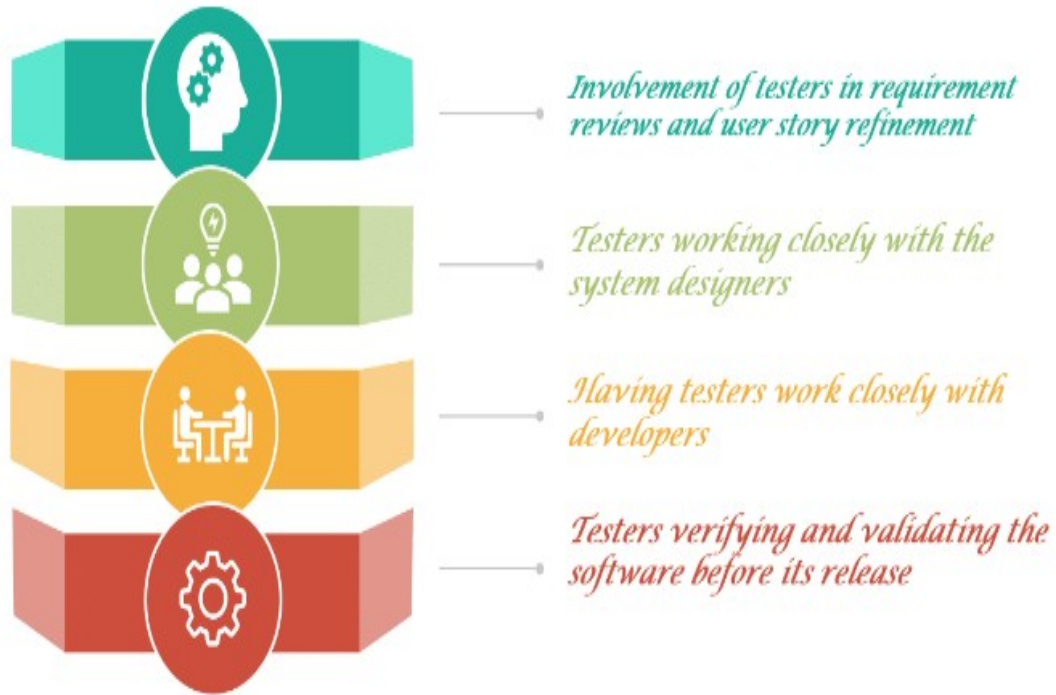 Involvement of testers in requirement
reviews and user story refinement
Testers working closely with the
system designers
Having testers work closely with
developers
Testers verifying and validating the
software before its release